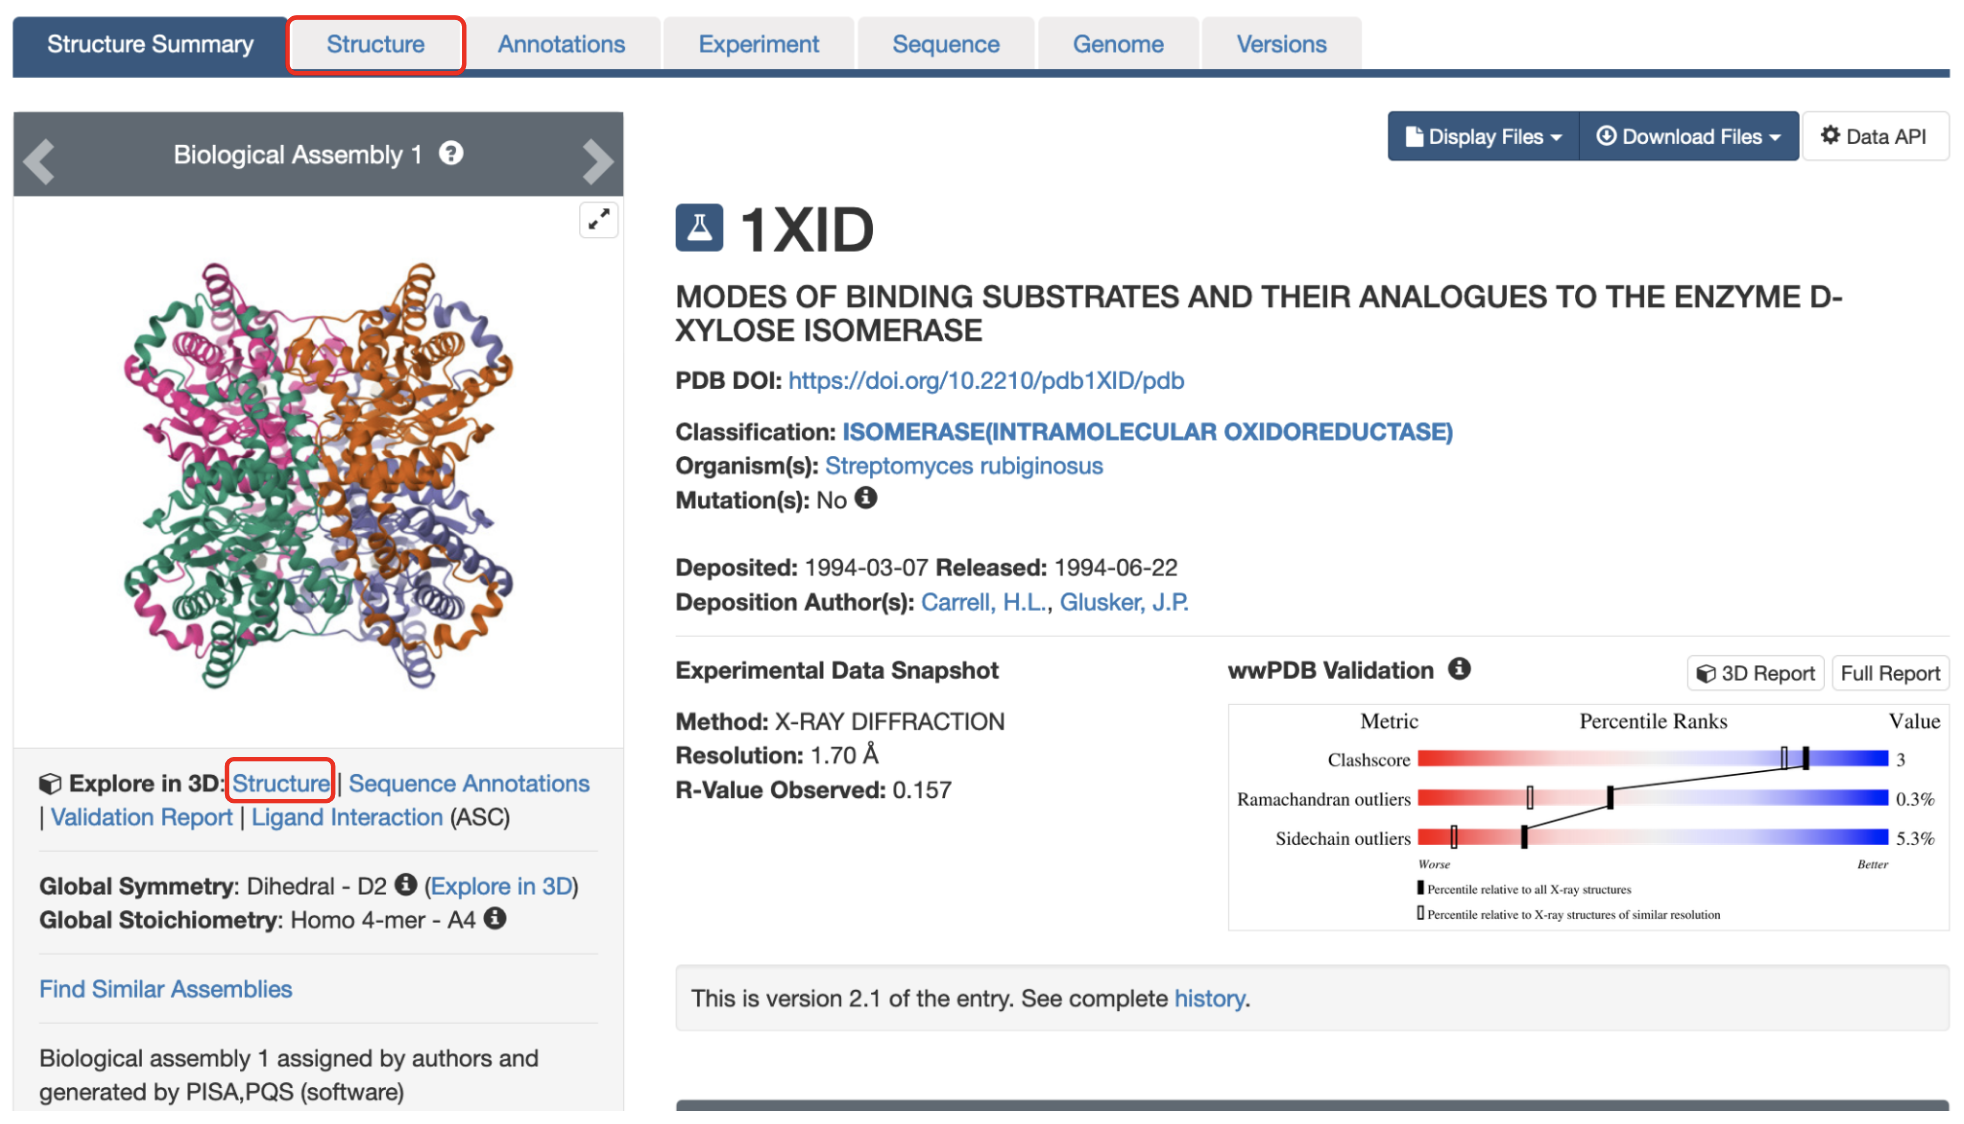 Structure Summary Structure Annotations Experiment Sequence Genome Versions
Biological Assembly 1
Display Files Download Files Data API
1XID
MODES OF BINDING SUBSTRATES AND THEIR ANALOGUES TO THE ENZYME D-
XYLOSE ISOMERASE
PDB DOI: https://doi.org/10.2210/pdb1XID/pdb
Classification: ISOMERASE(INTRAMOLECULAR OXIDOREDUCTASE)
Organism(s): Streptomyces rubiginosus
Mutation(s): No
Deposited: 1994-03-07 Released: 1994-06-22
Deposition Author(s): Carrell, H.L., Glusker, J.P.
Experimental Data Snapshot
Method: X-RAY DIFFRACTION
Resolution: 1.70 Å
R-Value Observed: 0.157
wwPDB Validation
3D Report Full Report
Metric Percentile Ranks Value
Clashscore 3
Ramachandran outliers 0.3%
Sidechain outliers 5.3%
Worse Better
Percentile relative to all X-ray structures
Percentile relative to X-ray structures of similar resolution
Explore in 3D: Structure | Sequence Annotations
| Validation Report | Ligand Interaction (ASC)
Global Symmetry: Dihedral - D2 (Explore in 3D)
Global Stoichiometry: Homo 4-mer - A4
Find Similar Assemblies
Biological assembly 1 assigned by authors and
generated by PISA,PQS (software)
This is version 2.1 of the entry. See complete history.